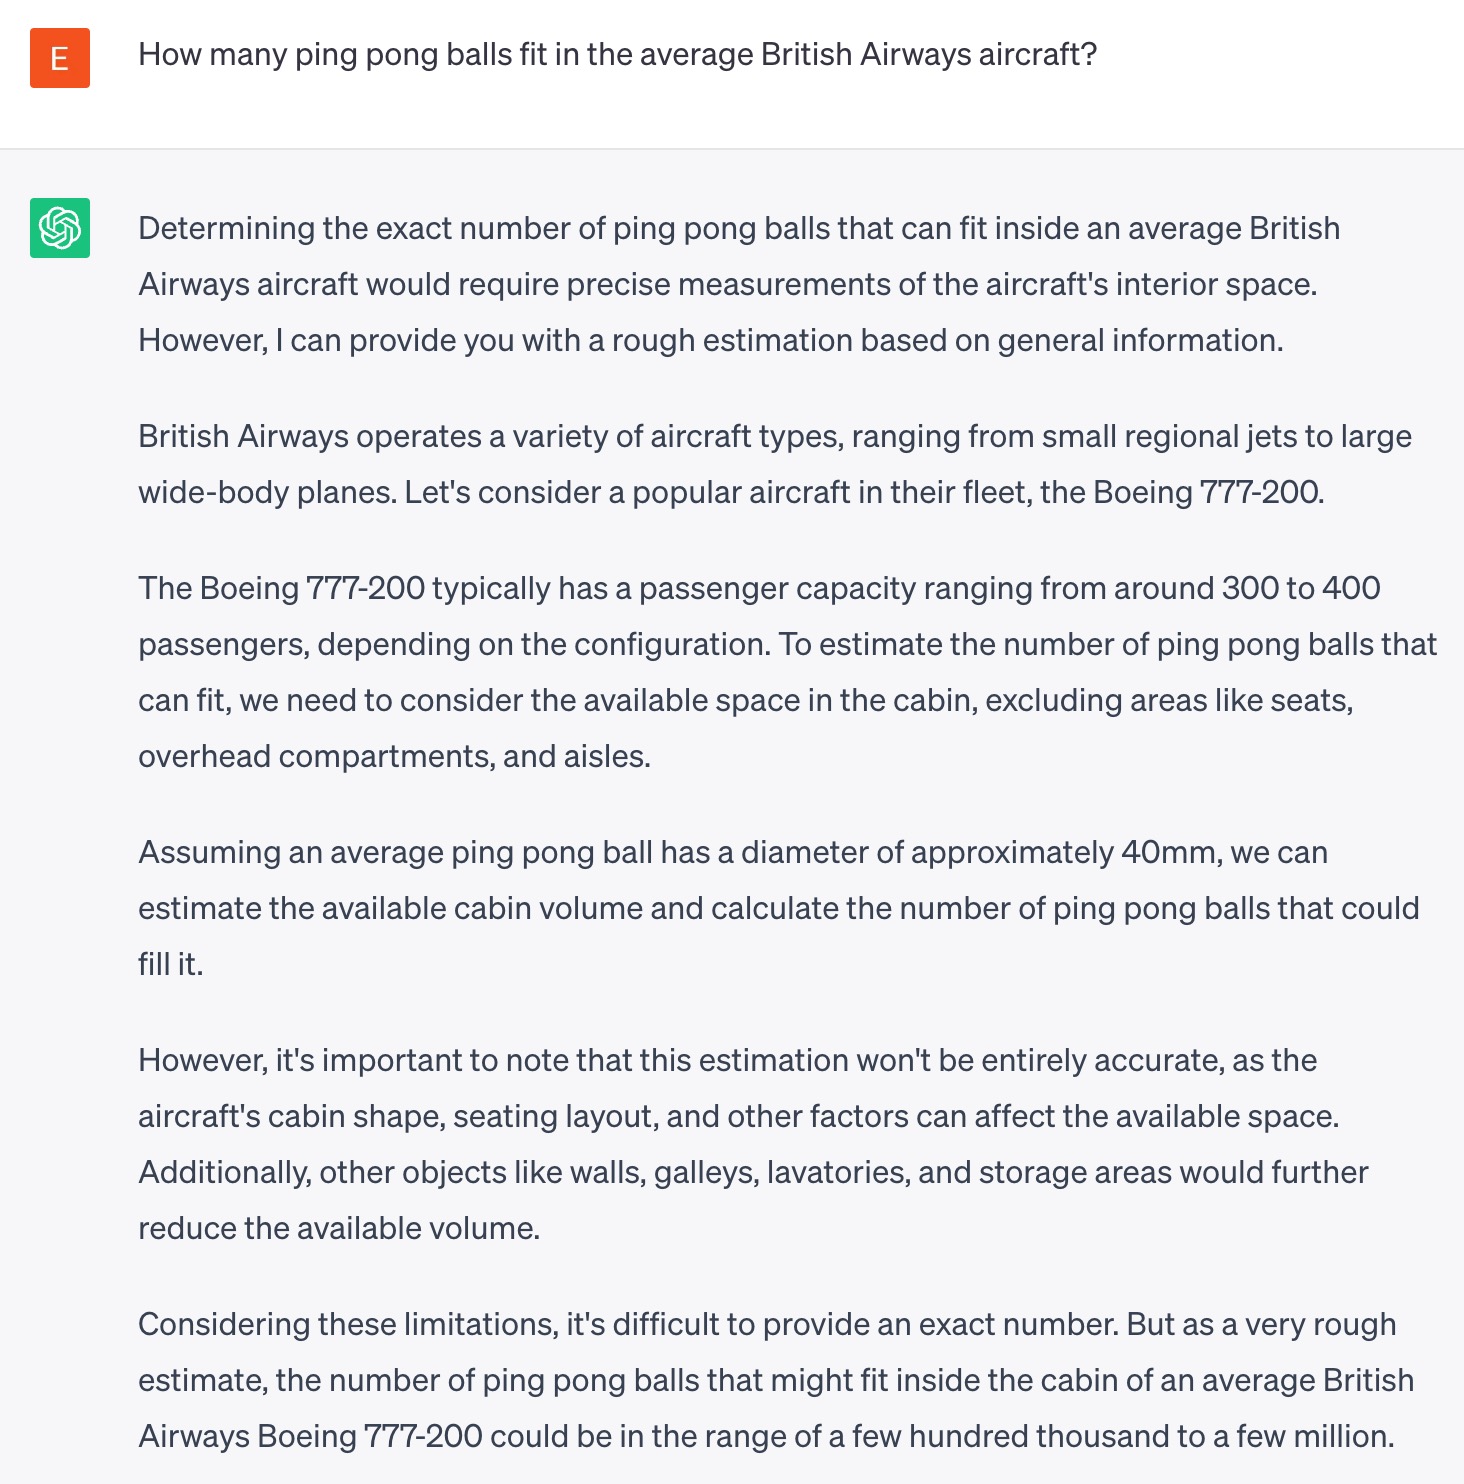 E
How many ping pong balls fit in the average British Airways aircraft?
Determining the exact number of ping pong balls that can fit inside an average British
Airways aircraft would require precise measurements of the aircraft's interior space.
However, I can provide you with a rough estimation based on general information.
British Airways operates a variety of aircraft types, ranging from small regional jets to large
wide-body planes. Let's consider a popular aircraft in their fleet, the Boeing 777-200.
The Boeing 777-200 typically has a passenger capacity ranging from around 300 to 400
passengers, depending on the configuration. To estimate the number of ping pong balls that
can fit, we need to consider the available space in the cabin, excluding areas like seats,
overhead compartments, and aisles.
Assuming an average ping pong ball has a diameter of approximately 40mm, we can
estimate the available cabin volume and calculate the number of ping pong balls that could
fill it.
However, it's important to note that this estimation won't be entirely accurate, as the
aircraft's cabin shape, seating layout, and other factors can affect the available space.
Additionally, other objects like walls, galleys, lavatories, and storage areas would further
reduce the available volume.
Considering these limitations, it's difficult to provide an exact number. But as a very rough
estimate, the number of ping pong balls that might fit inside the cabin of an average British
Airways Boeing 777-200 could be in the range of a few hundred thousand to a few million.